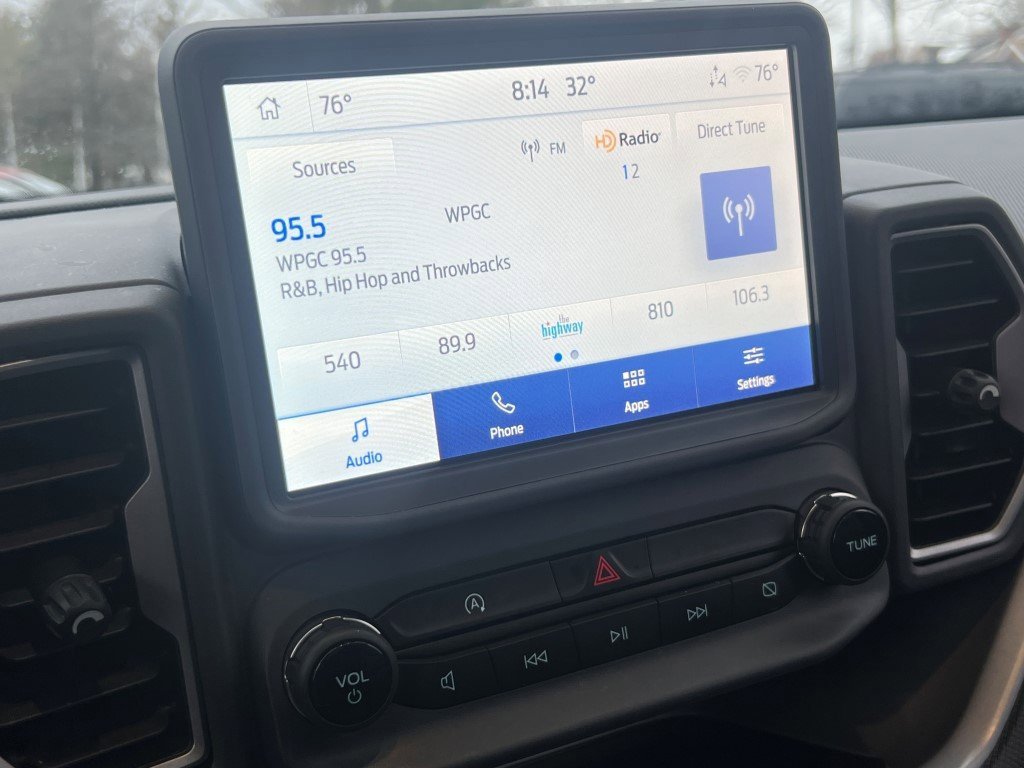 76° 8:14 32° 76°
Sources FM HD Radio Direct Tune
1 2
95.5 WPGC
WPGC 95.5
R&B, Hip Hop and Throwbacks
540 89.9 the highway 810 106.3
Audio Phone Apps Settings
A
VOL
TUNE